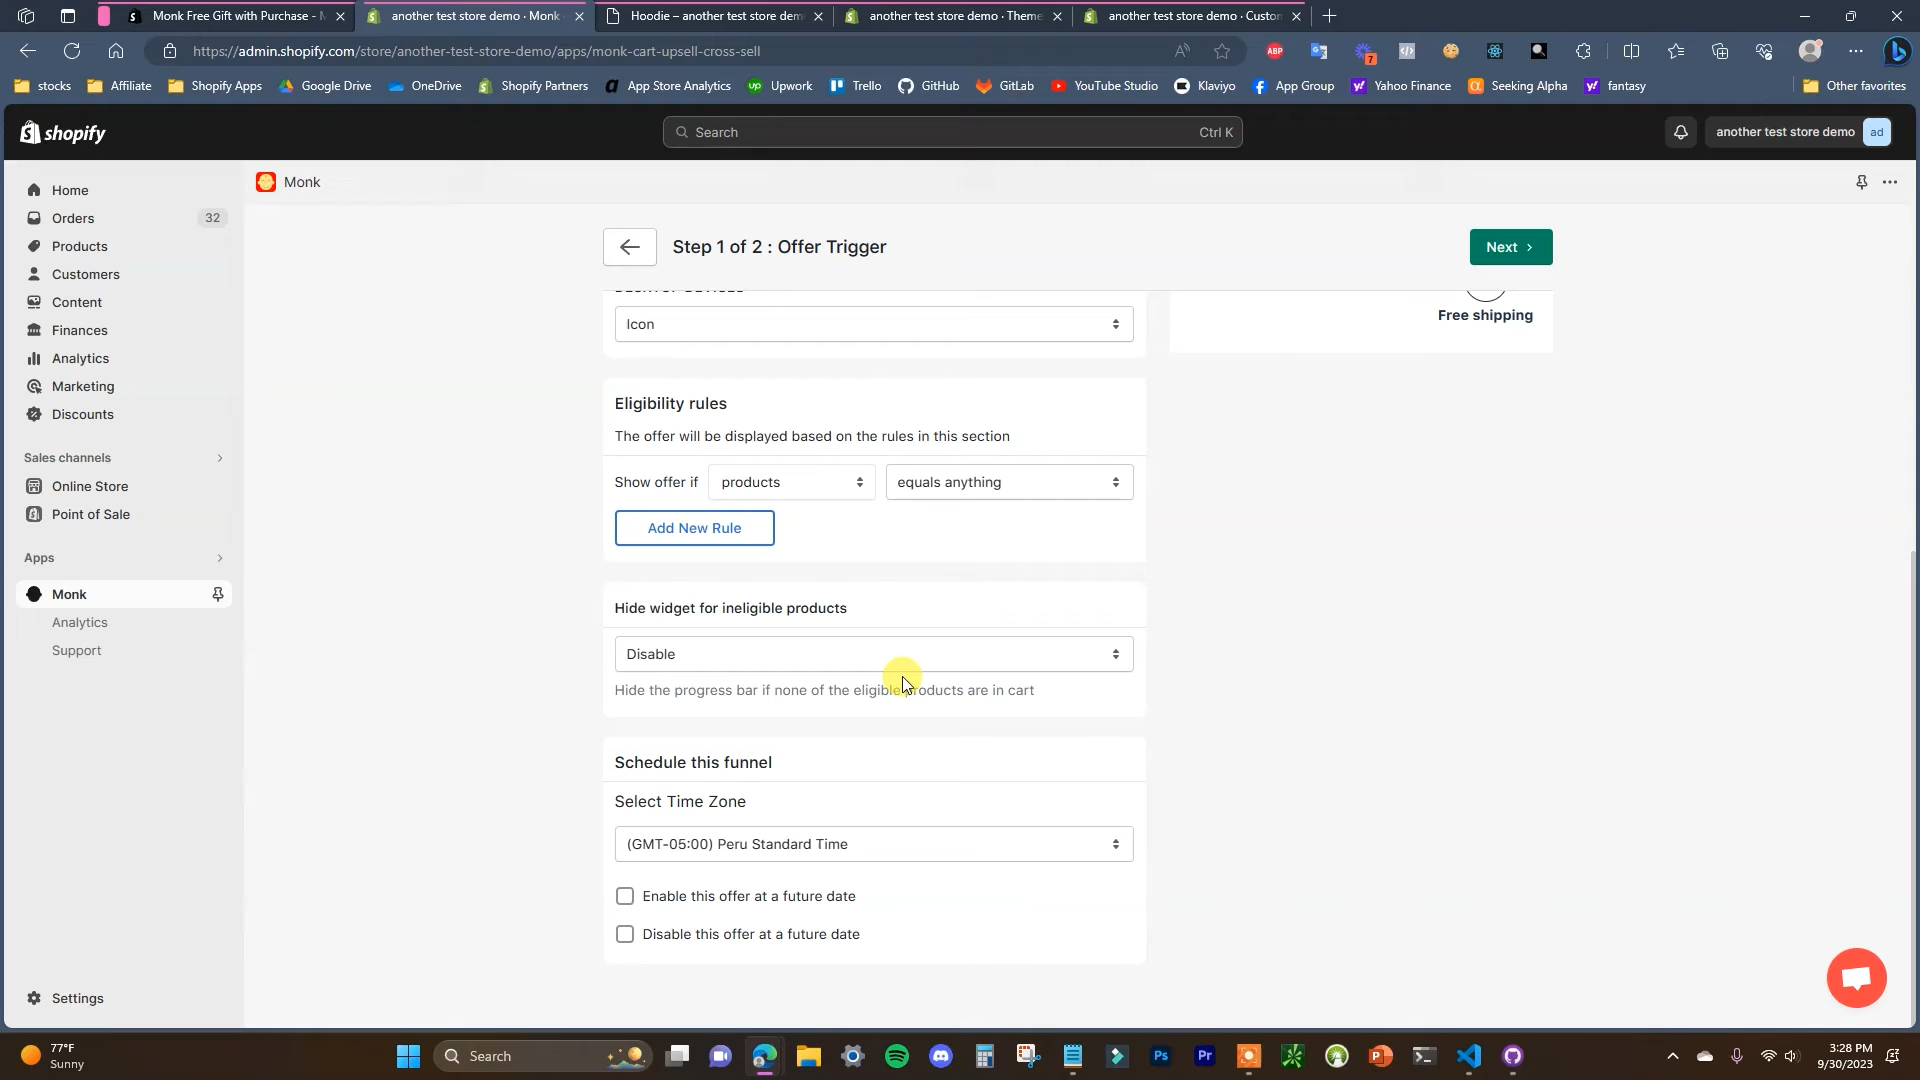 Monk Free Gift with Purchase - M
another test store demo · Monk
Hoodie – another test store dem
another test store demo · Theme
another test store demo · Custom
https://admin.shopify.com/store/another-test-store-demo/apps/monk-cart-upsell-cross-sell
ABP
7
stocks
Affiliate
Shopify Apps
Google Drive
OneDrive
Shopify Partners
App Store Analytics
Upwork
Trello
GitHub
GitLab
YouTube Studio
Klaviyo
App Group
Yahoo Finance
Seeking Alpha
fantasy
Other favorites
shopify
Search
Ctrl K
another test store demo
ad
Home
Orders
32
Products
Customers
Content
Finances
Analytics
Marketing
Discounts
Sales channels
Online Store
Point of Sale
Apps
Monk
Analytics
Support
Settings
Monk
Step 1 of 2 : Offer Trigger
Next
Icon
Free shipping
Eligibility rules
The offer will be displayed based on the rules in this section
Show offer if
products
equals anything
Add New Rule
Hide widget for ineligible products
Disable
Hide the progress bar if none of the eligible products are in cart
Schedule this funnel
Select Time Zone
(GMT-05:00) Peru Standard Time
Enable this offer at a future date
Disable this offer at a future date
77°F
Sunny
Search
Ps
Pr
3:28 PM
9/30/2023